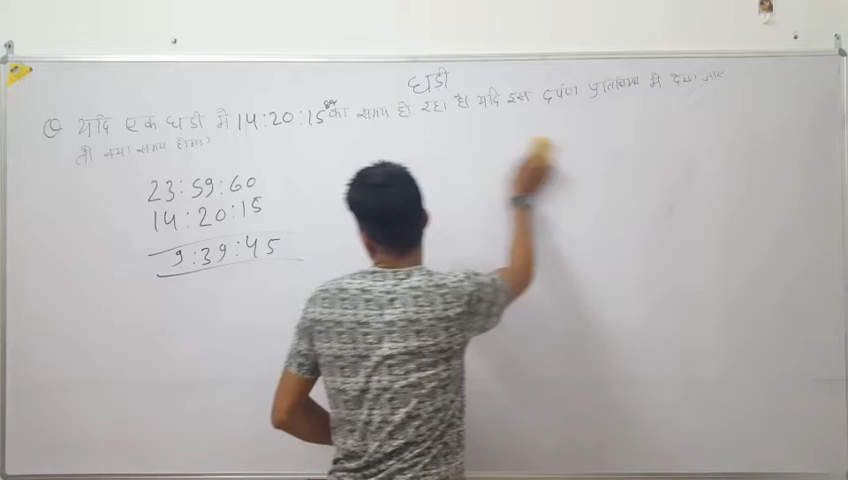 घड़ी
Q यदि एक घड़ी में 14:20:15 का समय हो रहा है। यदि इस दर्पण प्रतिबिम्ब में देखा जाए
तो क्या समय होगा?
23:59:60
14:20:15
9:39:45